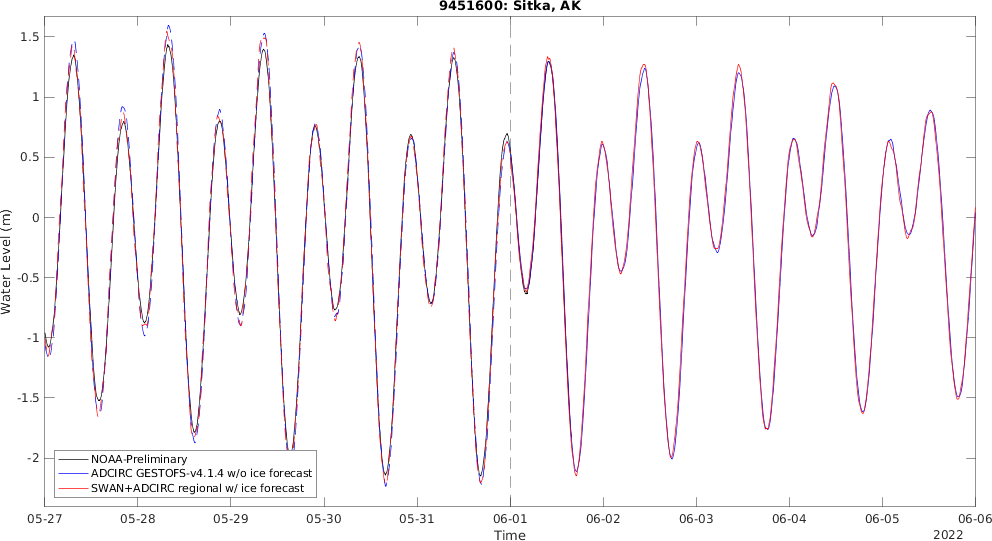 9451600: Sitka, AK
1.5
1
0.5
0
-0.5
-1
-1.5
-2
Water Level (m)
NOAA-Preliminary
ADCIRC GESTOFS-v4.1.4 w/o ice forecast
SWAN+ADCIRC regional w/ ice forecast
05-27 05-28 05-29 05-30 05-31 06-01 06-02 06-03 06-04 06-05 06-06
Time
2022